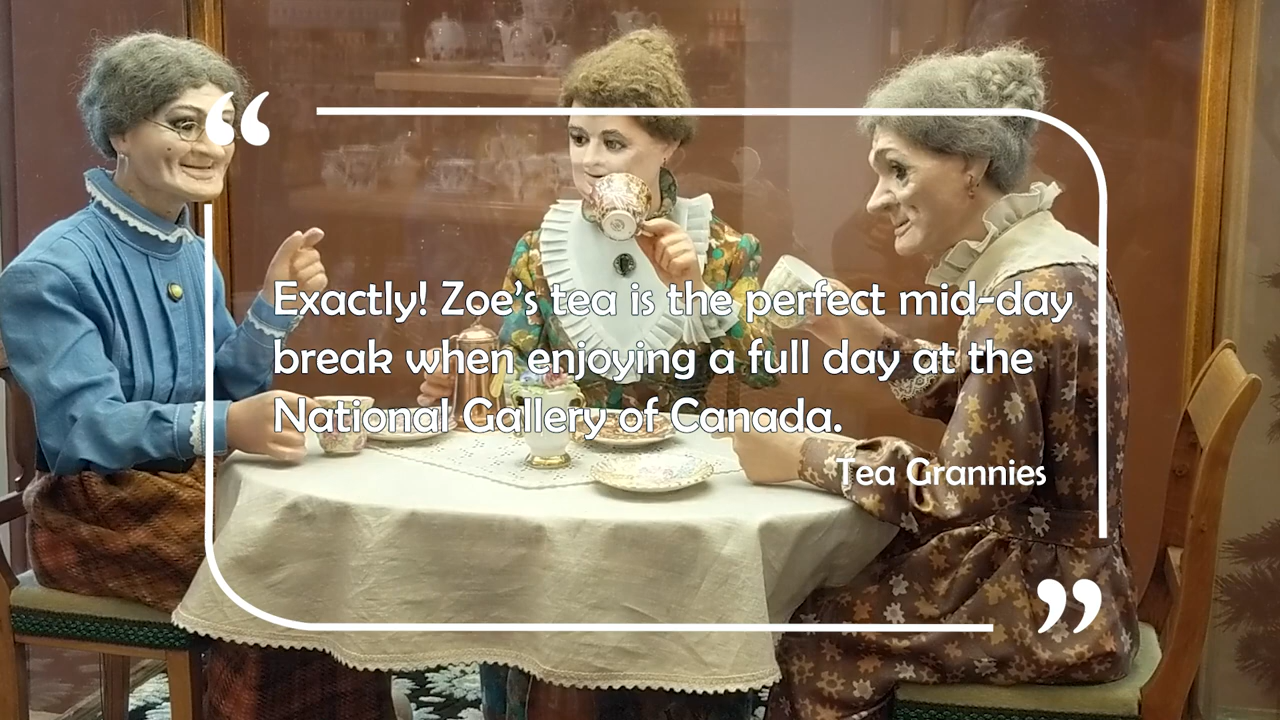 Exactly! Zoe’s tea is the perfect mid-day
break when enjoying a full day at the
National Gallery of Canada.
Tea Grannies